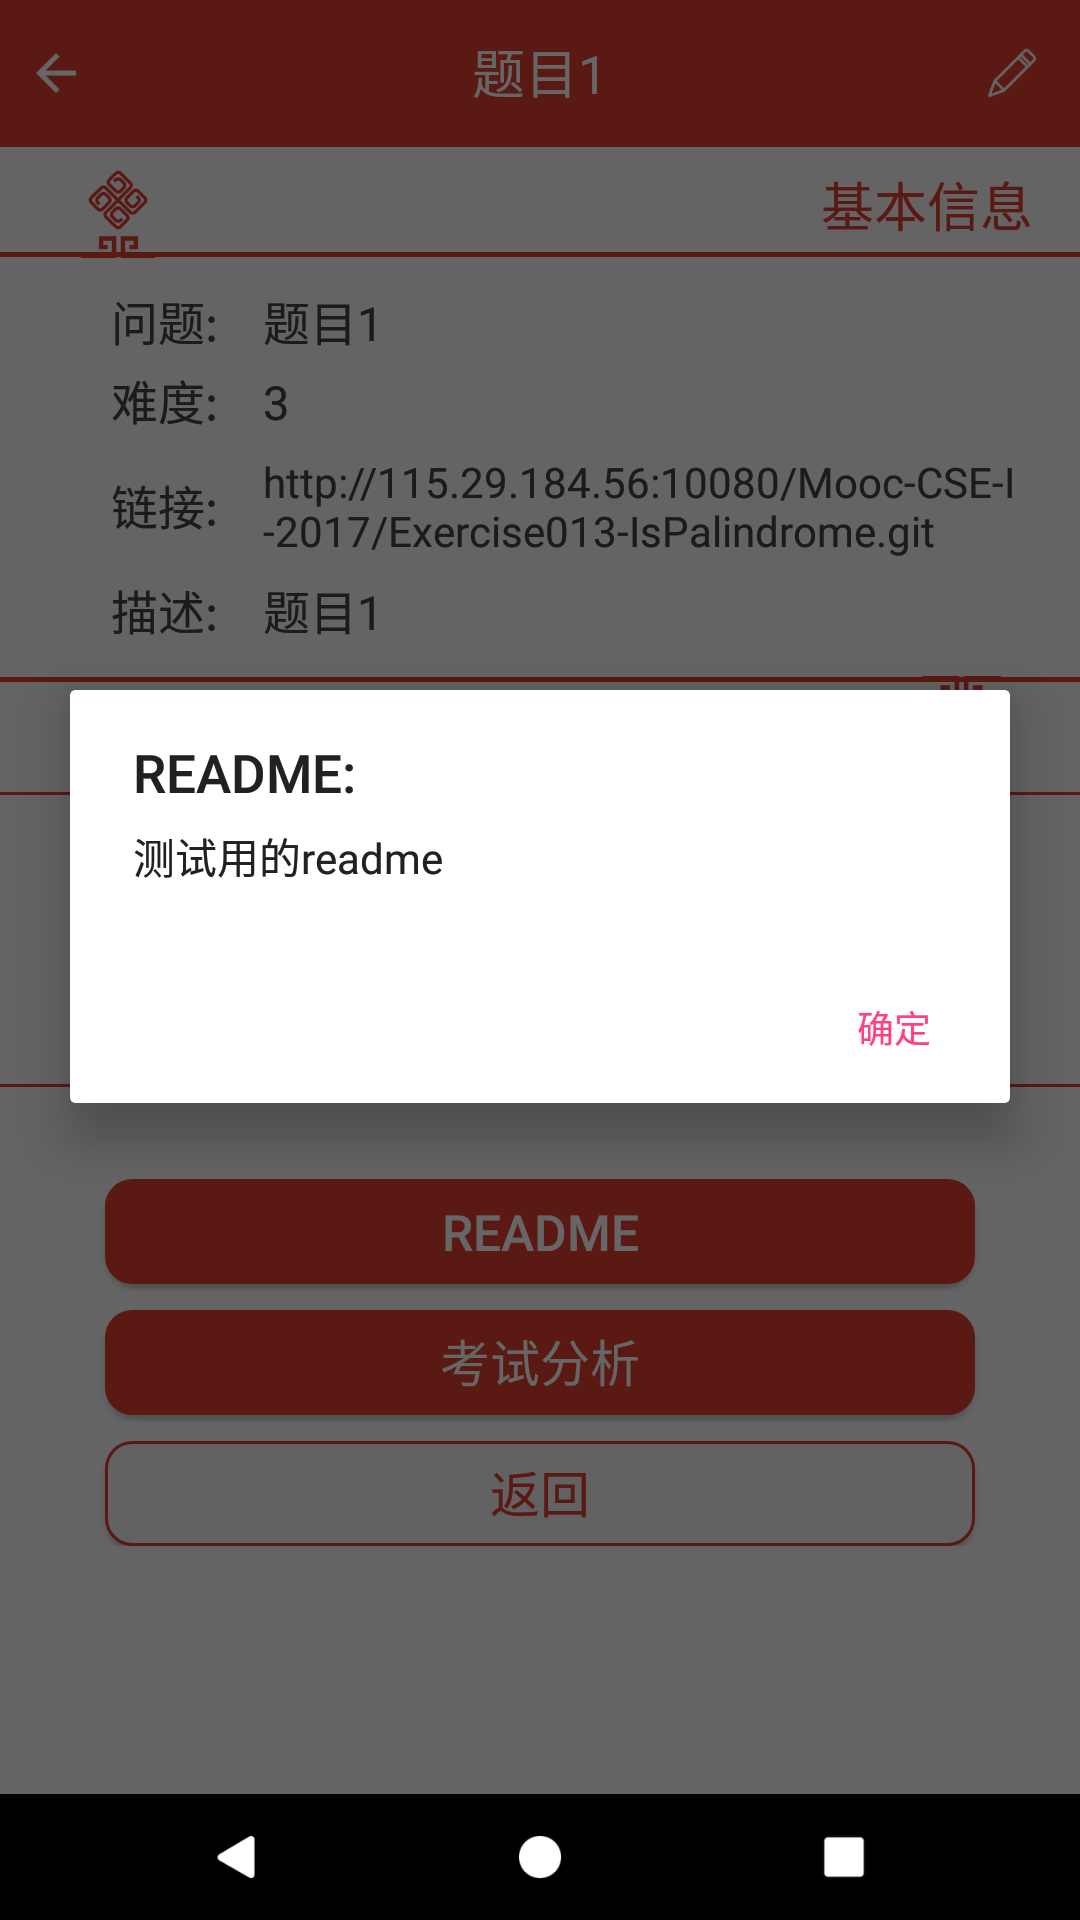 题目1
基本信息
问题: 题目1
难度: 3
链接: http://115.29.184.56:10080/Mooc-CSE-I
-2017/Exercise013-IsPalindrome.git
描述: 题目1
README:
测试用的readme
确定
README
考试分析
返回